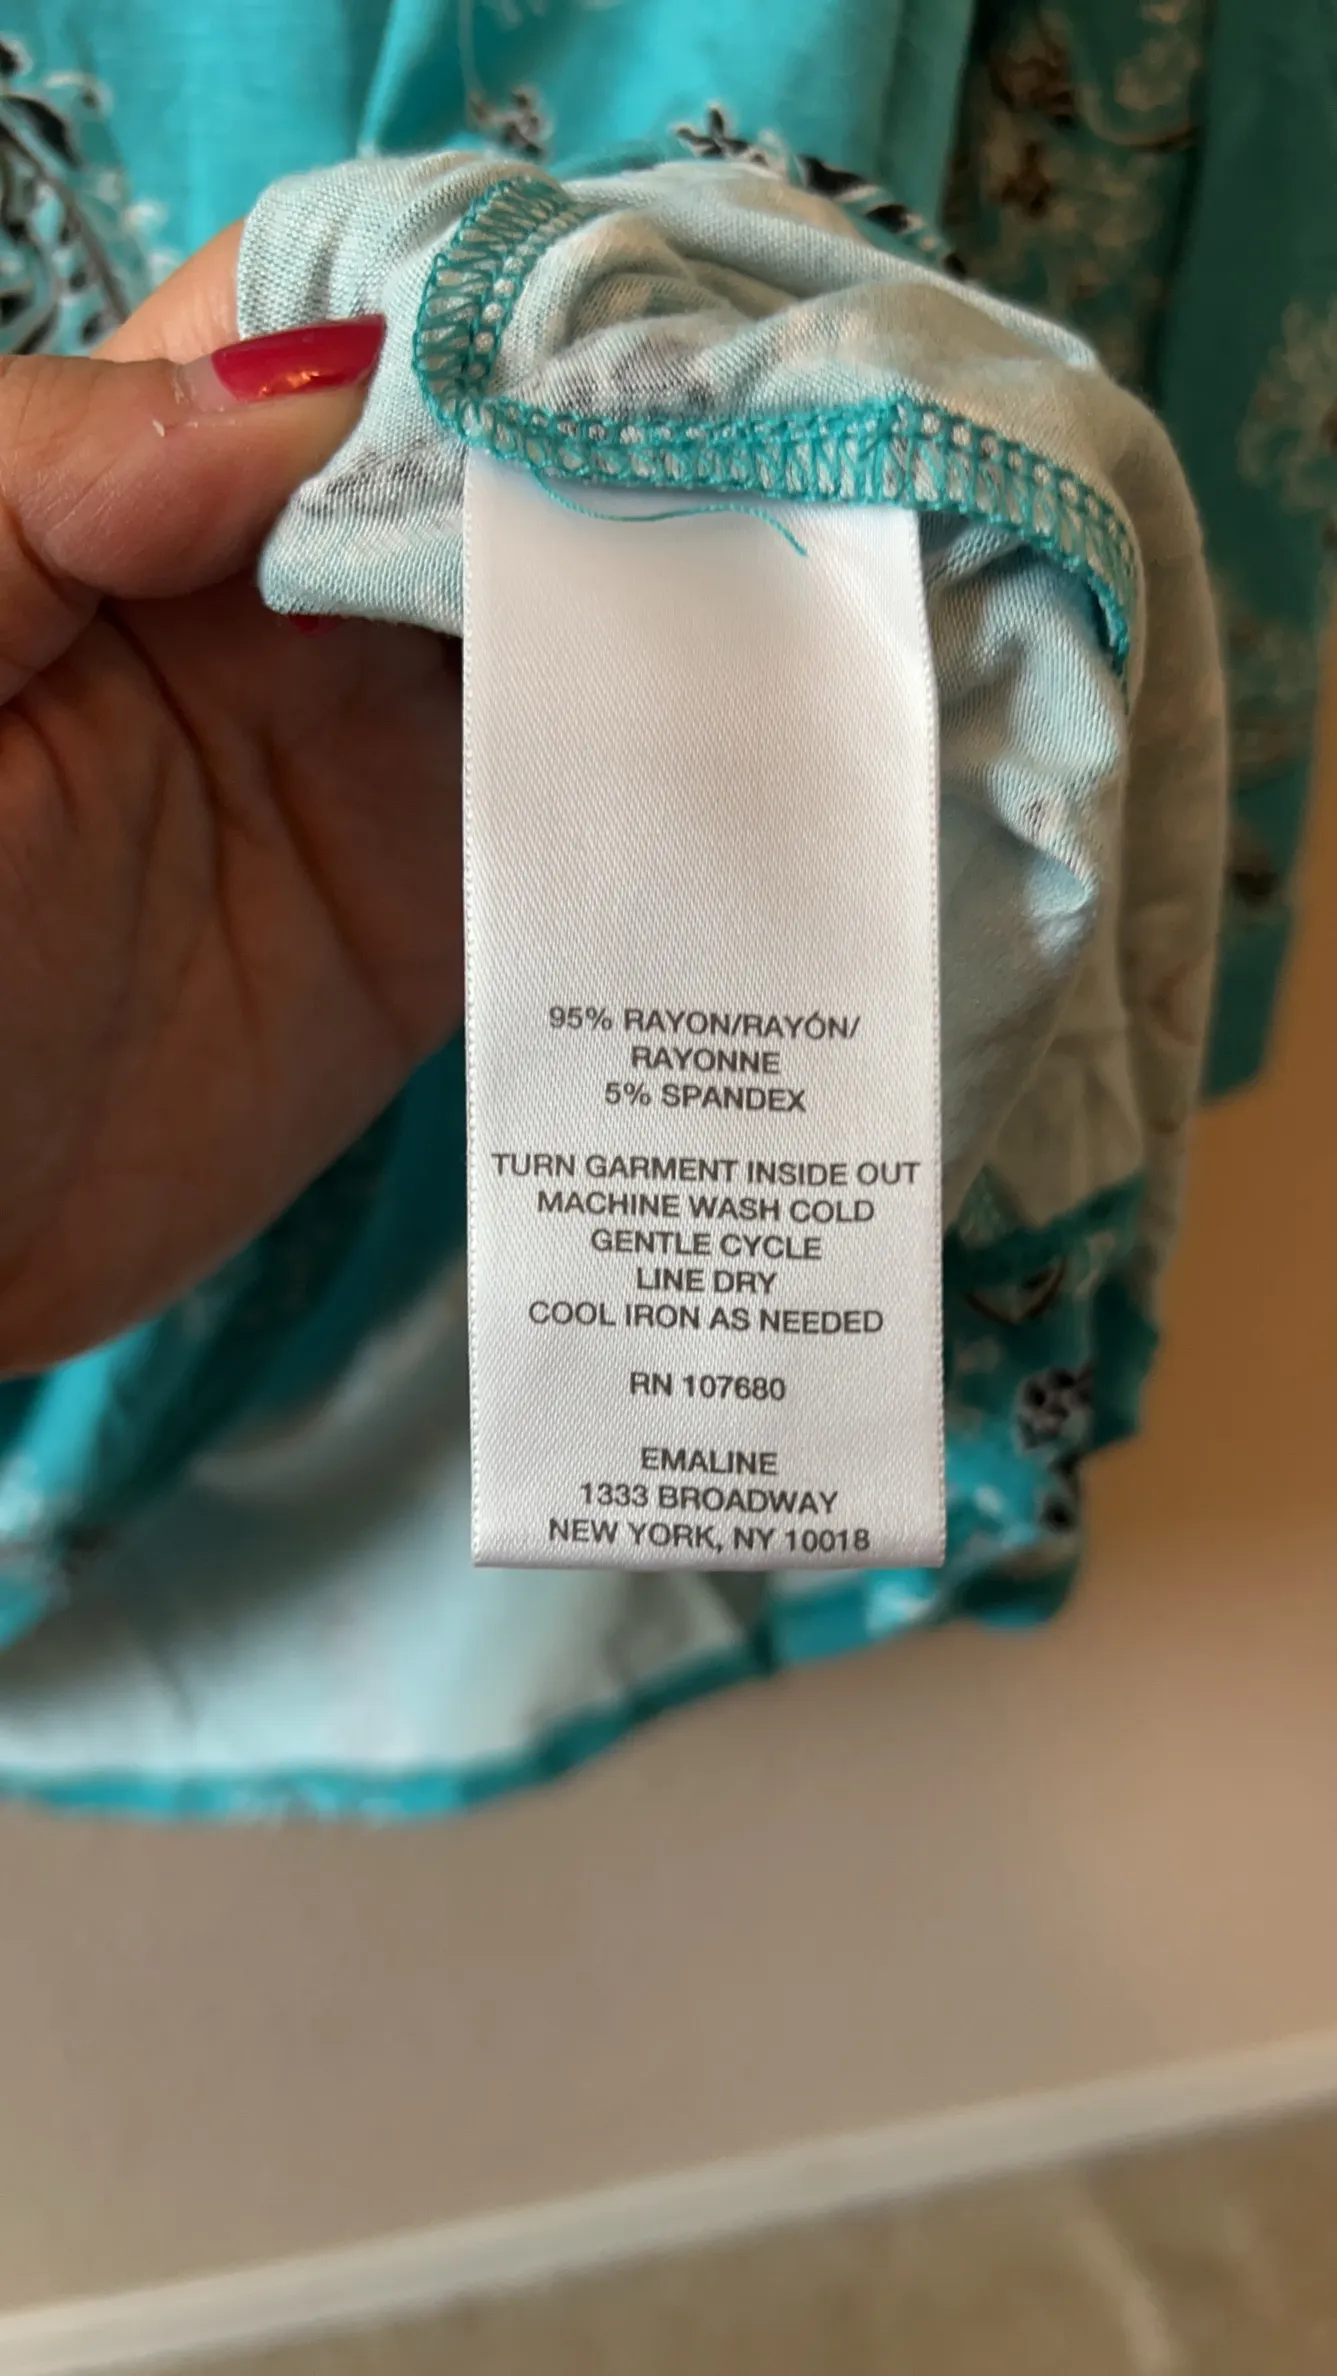 95% RAYON/RAYÓN/
RAYONNE
5% SPANDEX
TURN GARMENT INSIDE OUT
MACHINE WASH COLD
GENTLE CYCLE
LINE DRY
COOL IRON AS NEEDED
RN 107680
EMALINE
1333 BROADWAY
NEW YORK, NY 10018